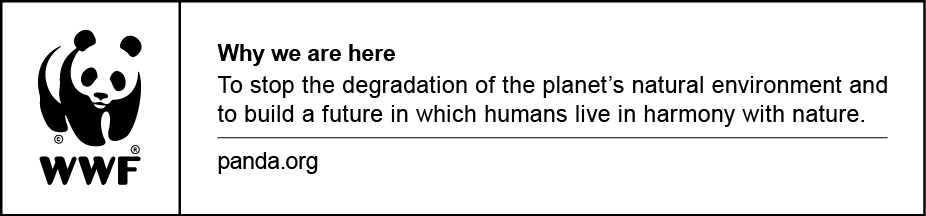 Why we are here
To stop the degradation of the planet’s natural environment and
to build a future in which humans live in harmony with nature.
panda.org
©
®
WWF